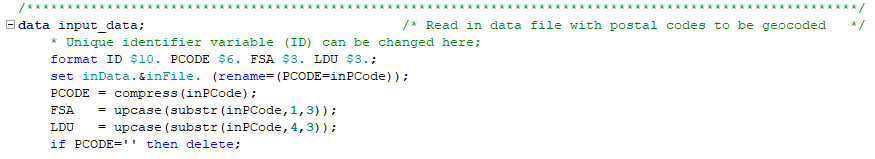 /******************************************************************************************************************/
data input_data; /* Read in data file with postal codes to be geocoded */
* Unique identifier variable (ID) can be changed here;
format ID $10. PCODE $6. FSA $3. LDU $3.;
set inData.&inFile. (rename=(PCODE=inPCode));
PCODE = compress(inPCode);
FSA = upcase(substr(inPCode,1,3));
LDU = upcase(substr(inPCode,4,3));
if PCODE='' then delete;